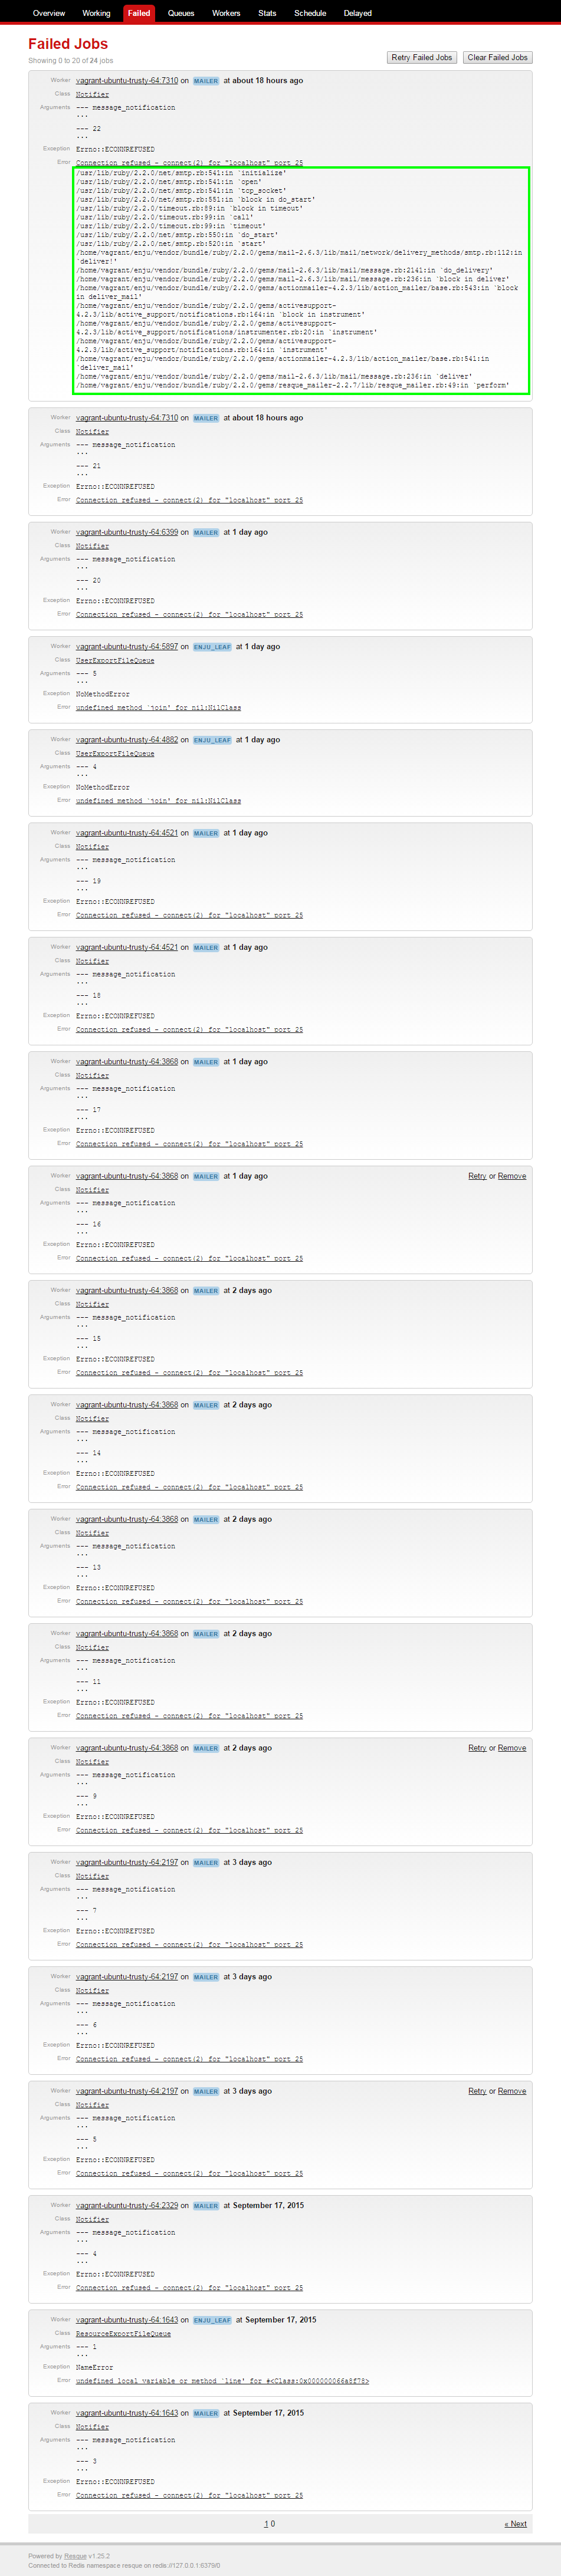 Overview Working Failed Queues Workers Stats Schedule Delayed
Failed Jobs
Showing 0 to 20 of 24 jobs
Retry Failed Jobs Clear Failed Jobs
Worker vagrant-ubuntu-trusty-64:7310 on MAILER at about 18 hours ago
Class Notifier
Arguments --- message_notification
...
--- 22
...
Exception Errno::ECONNREFUSED
Error Connection refused - connect(2) for "localhost" port 25
/usr/lib/ruby/2.2.0/net/smtp.rb:541:in `initialize'
/usr/lib/ruby/2.2.0/net/smtp.rb:541:in `open'
/usr/lib/ruby/2.2.0/net/smtp.rb:541:in `tcp_socket'
/usr/lib/ruby/2.2.0/net/smtp.rb:551:in `block in do_start'
/usr/lib/ruby/2.2.0/timeout.rb:89:in `block in timeout'
/usr/lib/ruby/2.2.0/timeout.rb:99:in `call'
/usr/lib/ruby/2.2.0/timeout.rb:99:in `timeout'
/usr/lib/ruby/2.2.0/net/smtp.rb:550:in `do_start'
/usr/lib/ruby/2.2.0/net/smtp.rb:520:in `start'
/home/vagrant/enju/vendor/bundle/ruby/2.2.0/gems/mail-2.6.3/lib/mail/network/delivery_methods/smtp.rb:112:in
`deliver!'
/home/vagrant/enju/vendor/bundle/ruby/2.2.0/gems/mail-2.6.3/lib/mail/message.rb:2141:in `do_delivery'
/home/vagrant/enju/vendor/bundle/ruby/2.2.0/gems/mail-2.6.3/lib/mail/message.rb:236:in `block in deliver'
/home/vagrant/enju/vendor/bundle/ruby/2.2.0/gems/actionmailer-4.2.3/lib/action_mailer/base.rb:543:in `block
in deliver_mail'
/home/vagrant/enju/vendor/bundle/ruby/2.2.0/gems/activesupport-
4.2.3/lib/active_support/notifications.rb:164:in `block in instrument'
/home/vagrant/enju/vendor/bundle/ruby/2.2.0/gems/activesupport-
4.2.3/lib/active_support/notifications/instrumenter.rb:20:in `instrument'
/home/vagrant/enju/vendor/bundle/ruby/2.2.0/gems/activesupport-
4.2.3/lib/active_support/notifications.rb:164:in `instrument'
/home/vagrant/enju/vendor/bundle/ruby/2.2.0/gems/actionmailer-4.2.3/lib/action_mailer/base.rb:541:in
`deliver_mail'
/home/vagrant/enju/vendor/bundle/ruby/2.2.0/gems/mail-2.6.3/lib/mail/message.rb:236:in `deliver'
/home/vagrant/enju/vendor/bundle/ruby/2.2.0/gems/resque_mailer-2.2.7/lib/resque_mailer.rb:49:in `perform'
Worker vagrant-ubuntu-trusty-64:7310 on MAILER at about 18 hours ago
Class Notifier
Arguments --- message_notification
...
--- 21
...
Exception Errno::ECONNREFUSED
Error Connection refused - connect(2) for "localhost" port 25
Worker vagrant-ubuntu-trusty-64:6399 on MAILER at 1 day ago
Class Notifier
Arguments --- message_notification
...
--- 20
...
Exception Errno::ECONNREFUSED
Error Connection refused - connect(2) for "localhost" port 25
Worker vagrant-ubuntu-trusty-64:5897 on ENJU_LEAF at 1 day ago
Class UserExportFileQueue
Arguments --- 5
...
Exception NoMethodError
Error undefined method `join' for nil:NilClass
Worker vagrant-ubuntu-trusty-64:4882 on ENJU_LEAF at 1 day ago
Class UserExportFileQueue
Arguments --- 4
...
Exception NoMethodError
Error undefined method `join' for nil:NilClass
Worker vagrant-ubuntu-trusty-64:4521 on MAILER at 1 day ago
Class Notifier
Arguments --- message_notification
...
--- 19
...
Exception Errno::ECONNREFUSED
Error Connection refused - connect(2) for "localhost" port 25
Worker vagrant-ubuntu-trusty-64:4521 on MAILER at 1 day ago
Class Notifier
Arguments --- message_notification
...
--- 18
...
Exception Errno::ECONNREFUSED
Error Connection refused - connect(2) for "localhost" port 25
Worker vagrant-ubuntu-trusty-64:3868 on MAILER at 1 day ago
Class Notifier
Arguments --- message_notification
...
--- 17
...
Exception Errno::ECONNREFUSED
Error Connection refused - connect(2) for "localhost" port 25
Worker vagrant-ubuntu-trusty-64:3868 on MAILER at 1 day ago Retry or Remove
Class Notifier
Arguments --- message_notification
...
--- 16
...
Exception Errno::ECONNREFUSED
Error Connection refused - connect(2) for "localhost" port 25
Worker vagrant-ubuntu-trusty-64:3868 on MAILER at 2 days ago
Class Notifier
Arguments --- message_notification
...
--- 15
...
Exception Errno::ECONNREFUSED
Error Connection refused - connect(2) for "localhost" port 25
Worker vagrant-ubuntu-trusty-64:3868 on MAILER at 2 days ago
Class Notifier
Arguments --- message_notification
...
--- 14
...
Exception Errno::ECONNREFUSED
Error Connection refused - connect(2) for "localhost" port 25
Worker vagrant-ubuntu-trusty-64:3868 on MAILER at 2 days ago
Class Notifier
Arguments --- message_notification
...
--- 13
...
Exception Errno::ECONNREFUSED
Error Connection refused - connect(2) for "localhost" port 25
Worker vagrant-ubuntu-trusty-64:3868 on MAILER at 2 days ago
Class Notifier
Arguments --- message_notification
...
--- 11
...
Exception Errno::ECONNREFUSED
Error Connection refused - connect(2) for "localhost" port 25
Worker vagrant-ubuntu-trusty-64:3868 on MAILER at 2 days ago Retry or Remove
Class Notifier
Arguments --- message_notification
...
--- 9
...
Exception Errno::ECONNREFUSED
Error Connection refused - connect(2) for "localhost" port 25
Worker vagrant-ubuntu-trusty-64:2197 on MAILER at 3 days ago
Class Notifier
Arguments --- message_notification
...
--- 7
...
Exception Errno::ECONNREFUSED
Error Connection refused - connect(2) for "localhost" port 25
Worker vagrant-ubuntu-trusty-64:2197 on MAILER at 3 days ago
Class Notifier
Arguments --- message_notification
...
--- 6
...
Exception Errno::ECONNREFUSED
Error Connection refused - connect(2) for "localhost" port 25
Worker vagrant-ubuntu-trusty-64:2197 on MAILER at 3 days ago Retry or Remove
Class Notifier
Arguments --- message_notification
...
--- 5
...
Exception Errno::ECONNREFUSED
Error Connection refused - connect(2) for "localhost" port 25
Worker vagrant-ubuntu-trusty-64:2329 on MAILER at September 17, 2015
Class Notifier
Arguments --- message_notification
...
--- 4
...
Exception Errno::ECONNREFUSED
Error Connection refused - connect(2) for "localhost" port 25
Worker vagrant-ubuntu-trusty-64:1643 on ENJU_LEAF at September 17, 2015
Class ResourceExportFileQueue
Arguments --- 1
...
Exception NameError
Error undefined local variable or method `line' for #<Class:0x000000066a8f78>
Worker vagrant-ubuntu-trusty-64:1643 on MAILER at September 17, 2015
Class Notifier
Arguments --- message_notification
...
--- 3
...
Exception Errno::ECONNREFUSED
Error Connection refused - connect(2) for "localhost" port 25
1 0 « Next
Powered by Resque v1.25.2
Connected to Redis namespace resque on redis://127.0.0.1:6379/0